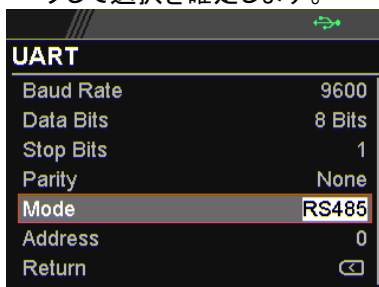 して選択を確定します。
UART
Baud Rate 9600
Data Bits 8 Bits
Stop Bits 1
Parity None
Mode RS485
Address 0
Return